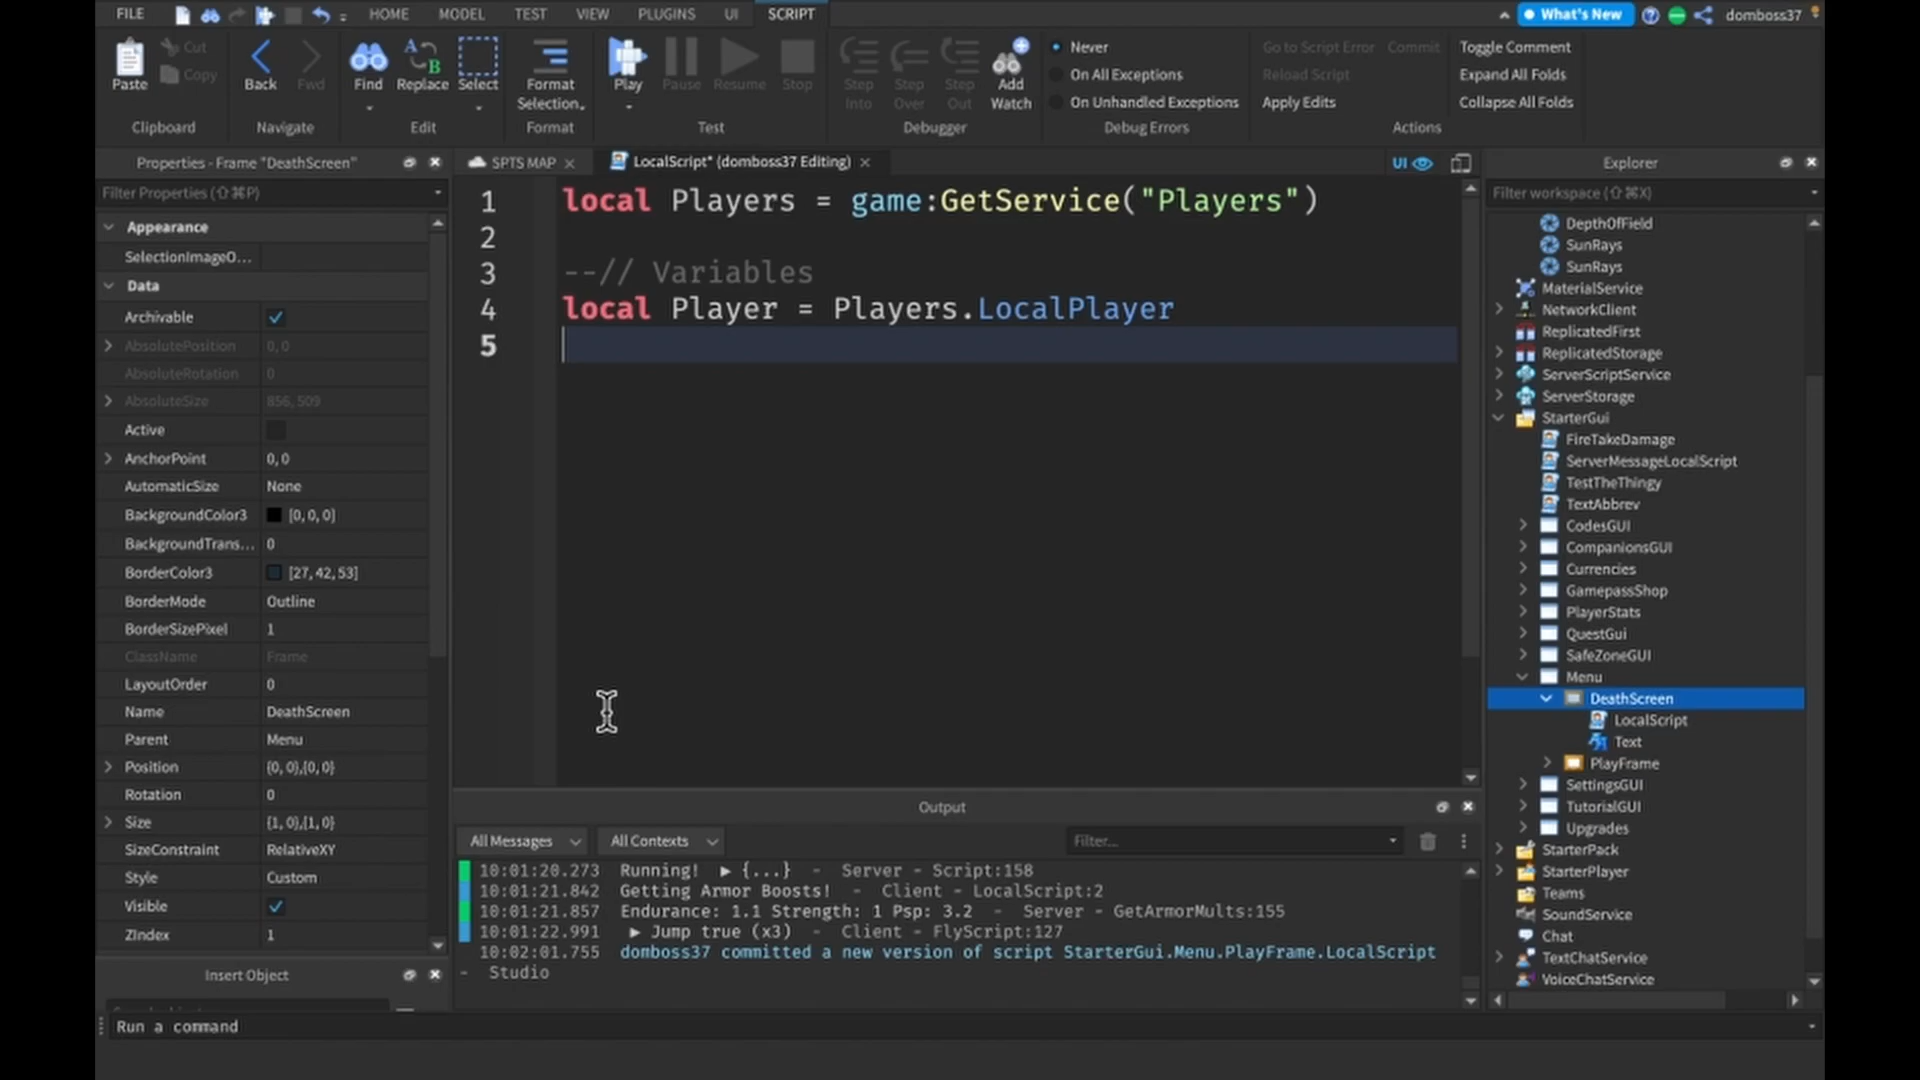 FILE HOME MODEL TEST VIEW PLUGINS UI SCRIPT What's New domboss37
Paste Cut Copy Back Fwd Find Replace Select Format Selection Play Pause Resume Stop Step Into Step Over Step Out Add Watch
Never On All Exceptions On Unhandled Exceptions
Go to Script Error Commit Reload Script Apply Edits
Toggle Comment Expand All Folds Collapse All Folds
Clipboard Navigate Edit Format Test Debugger Debug Errors Actions
Properties - Frame "DeathScreen"
Filter Properties (⇧⌘P)
Appearance
SelectionImageO...
Data
Archivable
AbsolutePosition 0, 0
AbsoluteRotation 0
AbsoluteSize 856, 509
Active
AnchorPoint 0, 0
AutomaticSize None
BackgroundColor3 [0, 0, 0]
BackgroundTrans... 0
BorderColor3 [27, 42, 53]
BorderMode Outline
BorderSizePixel 1
ClassName Frame
LayoutOrder 0
Name DeathScreen
Parent Menu
Position {0, 0},{0, 0}
Rotation 0
Size {1, 0},{1, 0}
SizeConstraint RelativeXY
Style Custom
Visible
ZIndex 1
Insert Object
SPTS MAP LocalScript* (domboss37 Editing) UI
1 local Players = game:GetService("Players")
2
3 --// Variables
4 local Player = Players.LocalPlayer
5
Output
All Messages All Contexts Filter...
10:01:20.273 Running! ▶ {...} - Server - Script:158
10:01:21.842 Getting Armor Boosts! - Client - LocalScript:2
10:01:21.857 Endurance: 1.1 Strength: 1 Psp: 3.2 - Server - GetArmorMults:155
10:01:22.991 ▶ Jump true (x3) - Client - FlyScript:127
10:02:01.755 domboss37 committed a new version of script StarterGui.Menu.PlayFrame.LocalScript
- Studio
Explorer
Filter workspace (⇧⌘X)
DepthOfField
SunRays
SunRays
MaterialService
NetworkClient
ReplicatedFirst
ReplicatedStorage
ServerScriptService
ServerStorage
StarterGui
FireTakeDamage
ServerMessageLocalScript
TestTheThingy
TextAbbrev
CodesGUI
CompanionsGUI
Currencies
GamepassShop
PlayerStats
QuestGui
SafeZoneGUI
Menu
DeathScreen
LocalScript
Text
PlayFrame
SettingsGUI
TutorialGUI
Upgrades
StarterPack
StarterPlayer
Teams
SoundService
Chat
TextChatService
VoiceChatService
Run a command